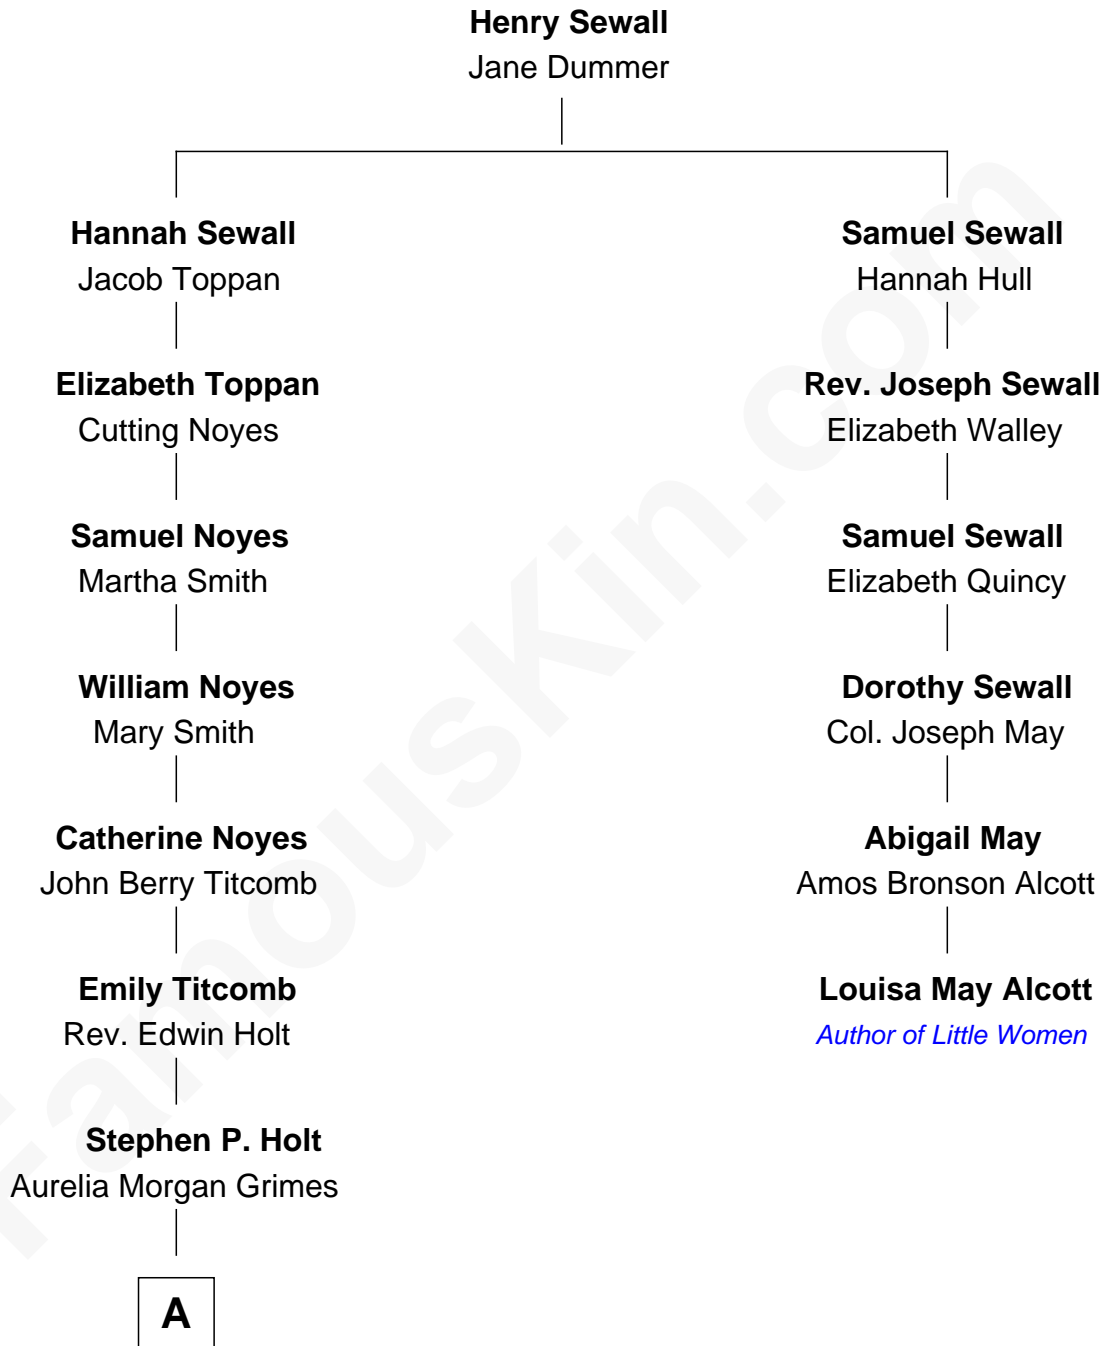 Henry Sewall
Jane Dummer
Hannah Sewall
Jacob Toppan
Samuel Sewall
Hannah Hull
Elizabeth Toppan
Cutting Noyes
Rev. Joseph Sewall
Elizabeth Walley
Samuel Noyes
Martha Smith
Samuel Sewall
Elizabeth Quincy
William Noyes
Mary Smith
Dorothy Sewall
Col. Joseph May
Catherine Noyes
John Berry Titcomb
Abigail May
Amos Bronson Alcott
Emily Titcomb
Rev. Edwin Holt
Louisa May Alcott
Author of Little Women
Stephen P. Holt
Aurelia Morgan Grimes
A
FamousKin.com